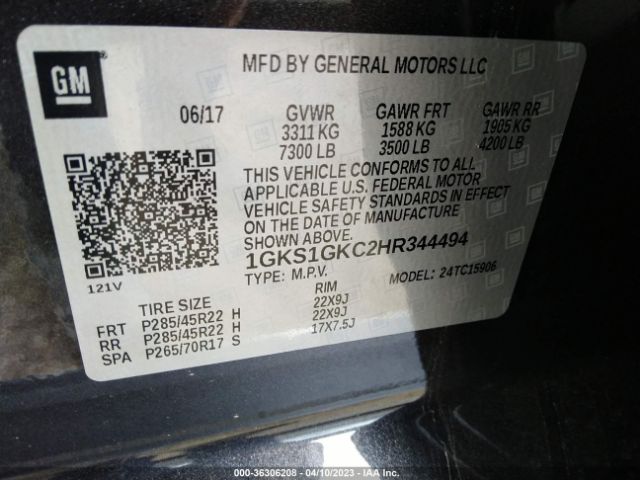 GM
MFD BY GENERAL MOTORS LLC
06/17 GVWR GAWR FRT GAWR RR
3311 KG 1588 KG 1905 KG
7300 LB 3500 LB 4200 LB
THIS VEHICLE CONFORMS TO ALL
APPLICABLE U.S. FEDERAL MOTOR
VEHICLE SAFETY STANDARDS IN EFFECT
ON THE DATE OF MANUFACTURE
SHOWN ABOVE.
1GKS1GKC2HR344494
TYPE: M.P.V. MODEL: 24TC15906
121V
TIRE SIZE RIM
FRT P285/45R22 H 22X9J
RR P285/45R22 H 22X9J
SPA P265/70R17 S 17X7.5J
000-36306208 - 04/10/2023 - IAAI.COM